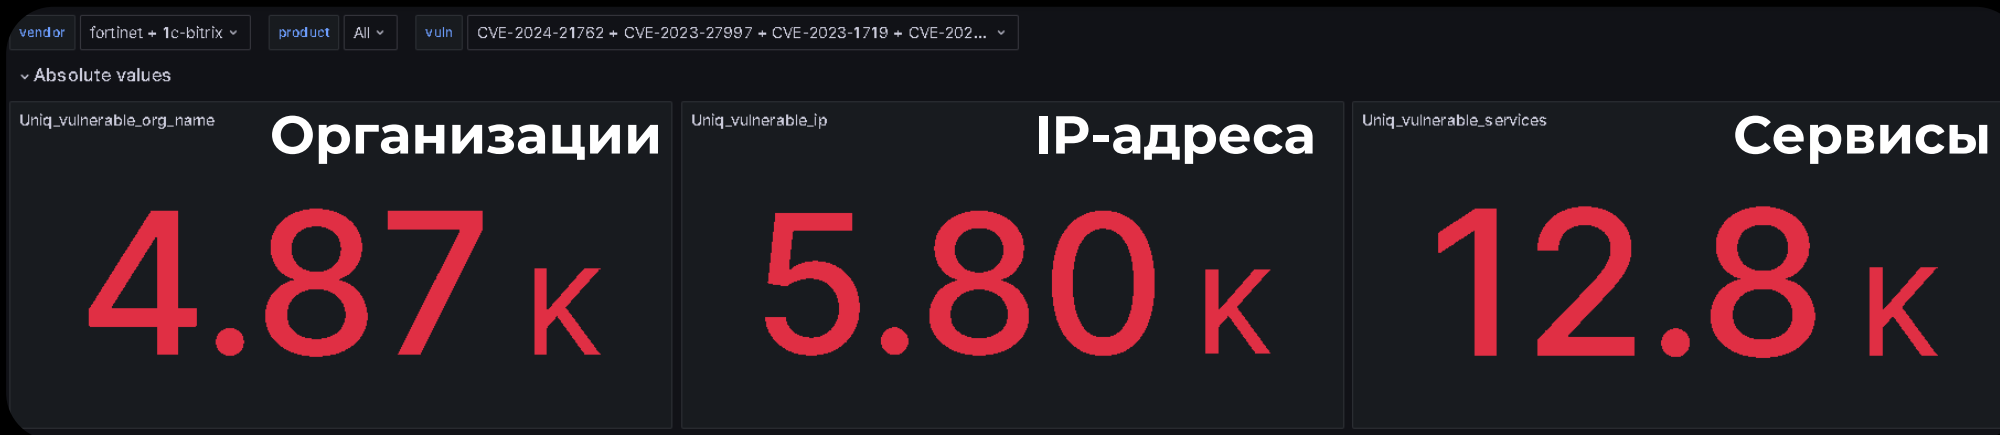 vendor fortinet + 1c-bitrix product All vuln CVE-2024-21762 + CVE-2023-27997 + CVE-2023-1719 + CVE-202...
Absolute values
Uniq_vulnerable_org_name Организации
4.87 K
Uniq_vulnerable_ip IP-адреса
5.80 K
Uniq_vulnerable_services Сервисы
12.8 K